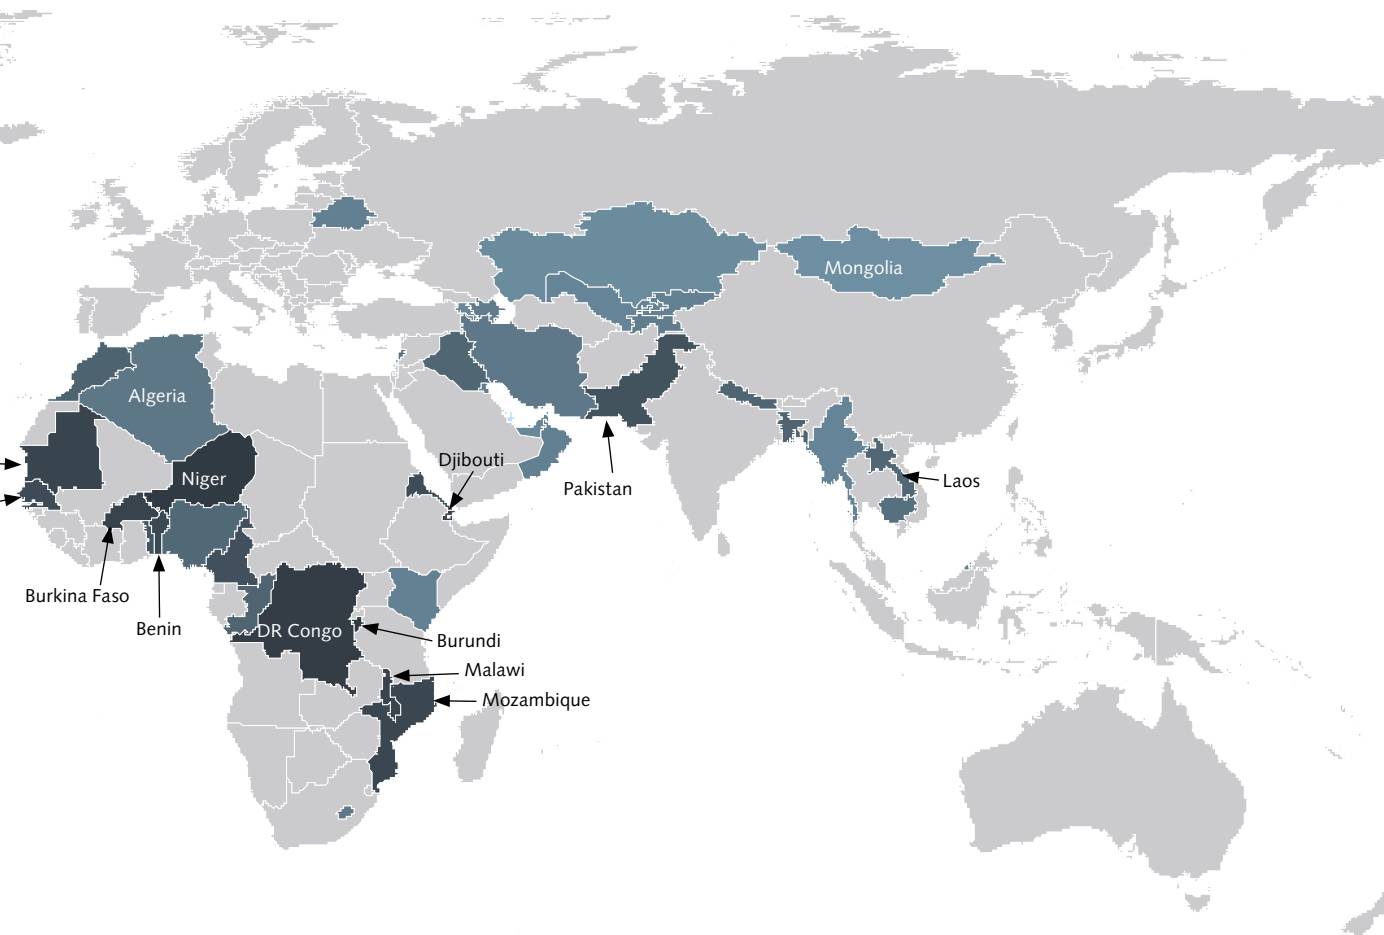 Mongolia
Algeria
Djibouti
Niger
Pakistan
Laos
Burkina Faso
Benin
DR Congo
Burundi
Malawi
Mozambique